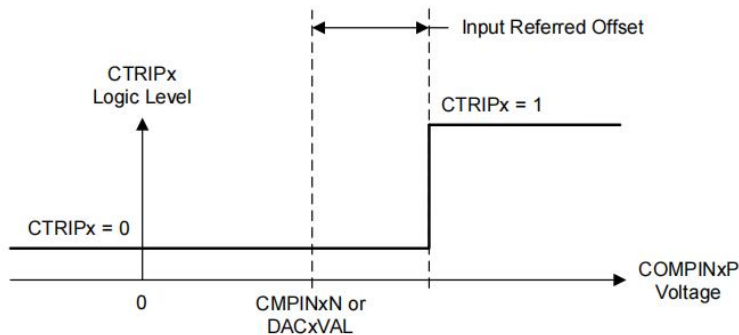 Input Referred Offset
CTRIPx
Logic Level
CTRIPx = 1
CTRIPx = 0
COMPINxP
Voltage
0
CMPINxN or
DACxVAL